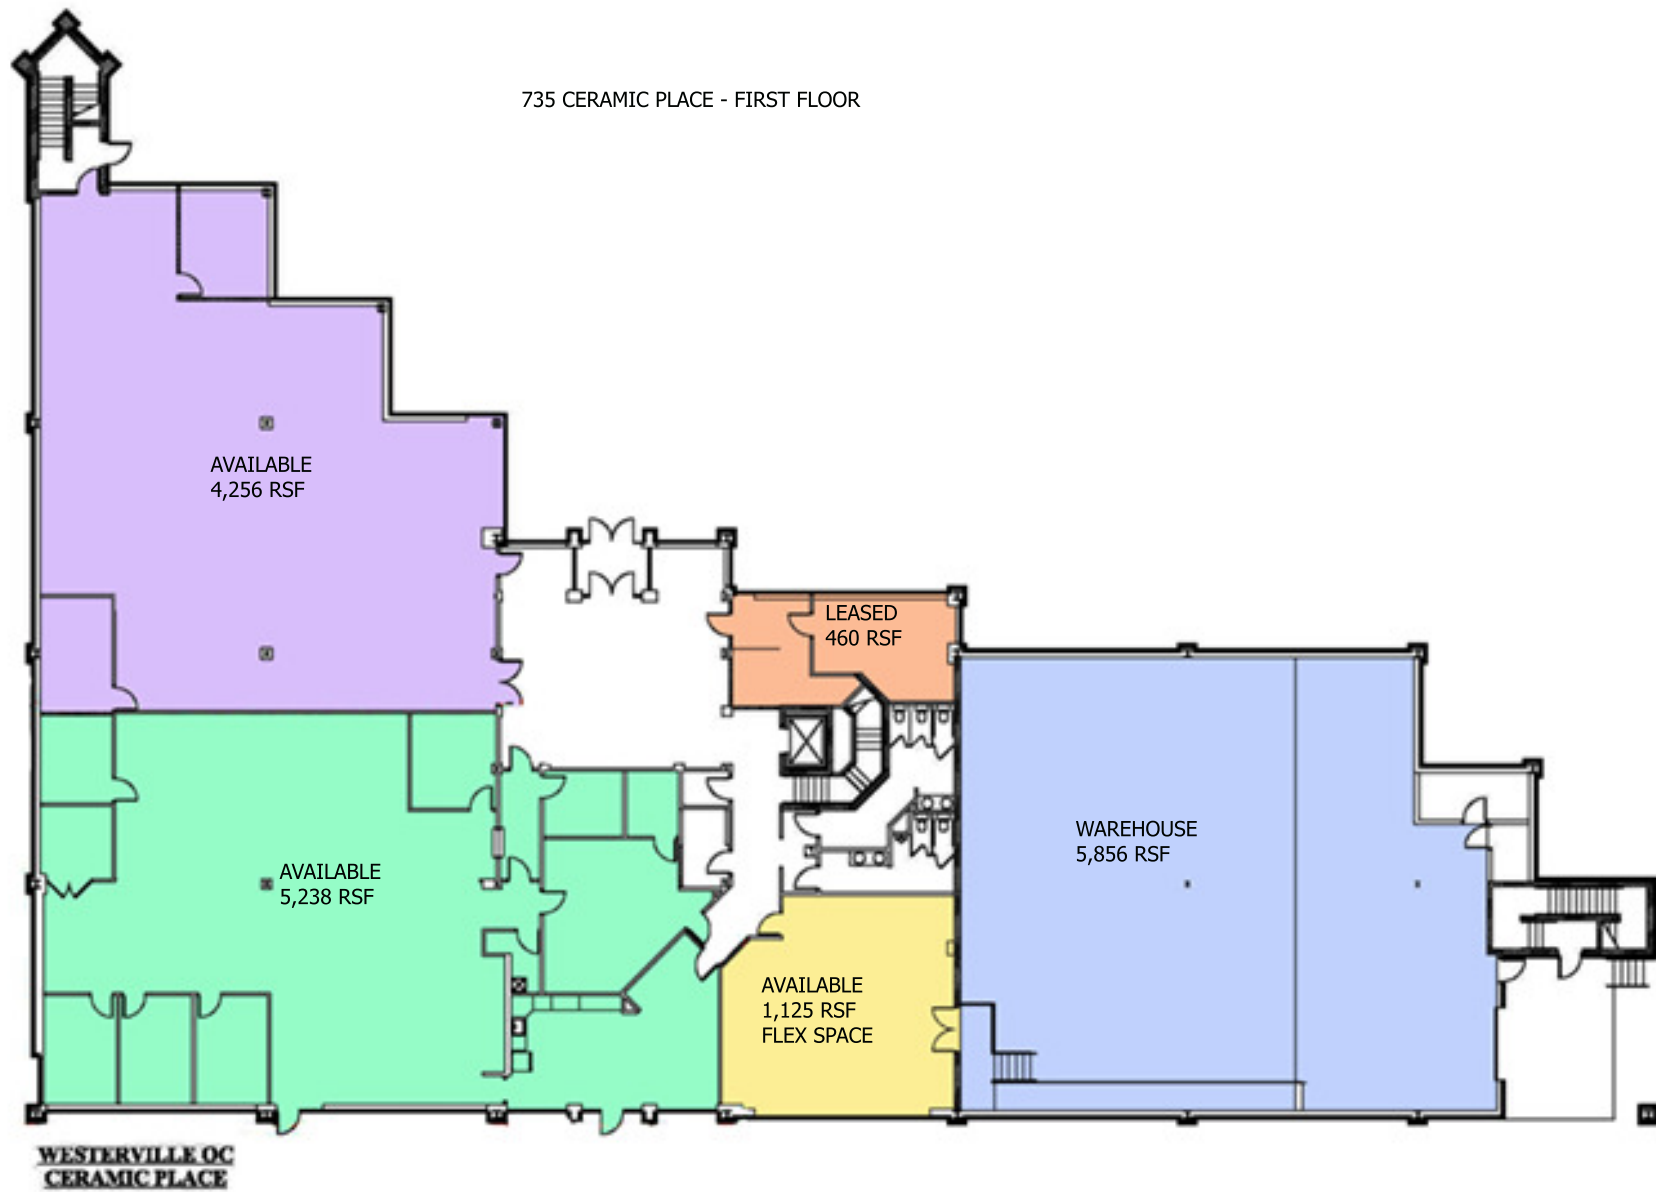 735 CERAMIC PLACE - FIRST FLOOR
AVAILABLE
4,256 RSF
LEASED
460 RSF
WAREHOUSE
5,856 RSF
AVAILABLE
5,238 RSF
AVAILABLE
1,125 RSF
FLEX SPACE
WESTERVILLE OC
CERAMIC PLACE